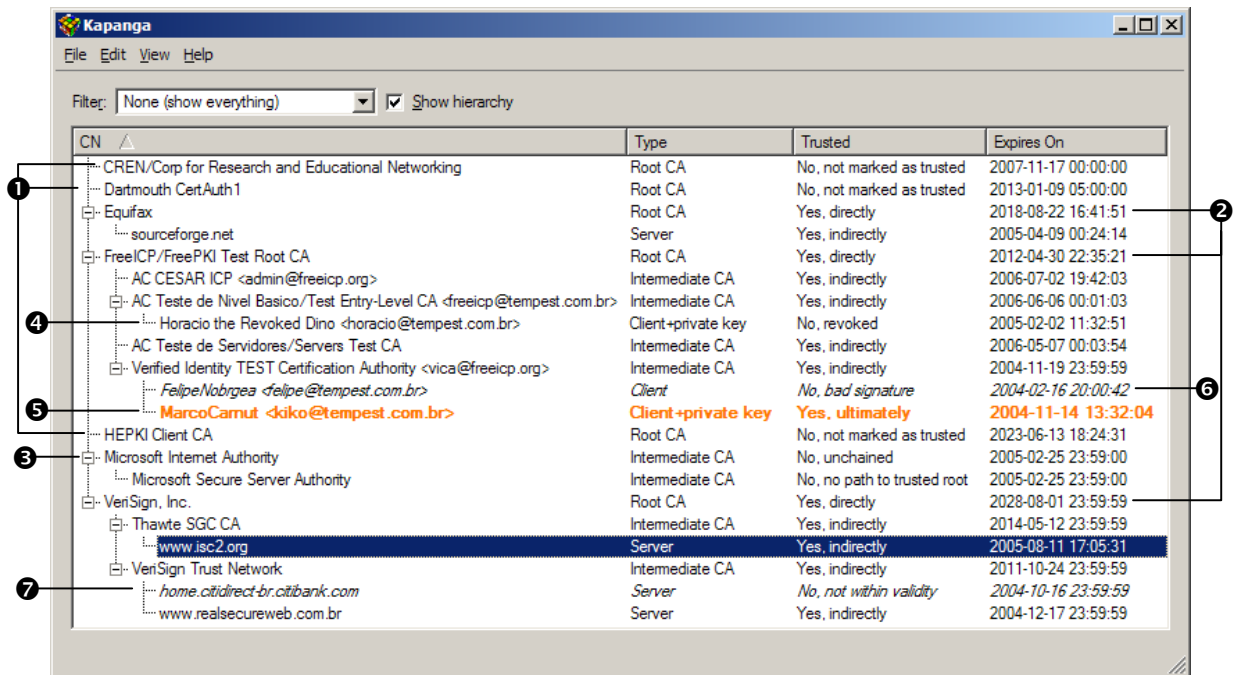 Kapanga
File Edit View Help
Filter: None (show everything) Show hierarchy
CN Type Trusted Expires On
CREN/Corp for Research and Educational Networking Root CA No, not marked as trusted 2007-11-17 00:00:00
❶ Dartmouth CertAuth1 Root CA No, not marked as trusted 2013-01-09 05:00:00
Equifax Root CA Yes, directly 2018-08-22 16:41:51 ❷
sourceforge.net Server Yes, indirectly 2005-04-09 00:24:14
FreeICP/FreePKI Test Root CA Root CA Yes, directly 2012-04-30 22:35:21
AC CESAR ICP <admin@freeicp.org> Intermediate CA Yes, indirectly 2006-07-02 19:42:03
AC Teste de Nivel Basico/Test Entry-Level CA <freeicp@tempest.com.br> Intermediate CA Yes, indirectly 2006-06-06 00:01:03
❹ Horacio the Revoked Dino <horacio@tempest.com.br> Client+private key No, revoked 2005-02-02 11:32:51
AC Teste de Servidores/Servers Test CA Intermediate CA Yes, indirectly 2006-05-07 00:03:54
Verified Identity TEST Certification Authority <vica@freeicp.org> Intermediate CA Yes, indirectly 2004-11-19 23:59:59
FelipeNobrgea <felipe@tempest.com.br> Client No, bad signature 2004-02-16 20:00:42 ❻
❺ MarcoCarnut <kiko@tempest.com.br> Client+private key Yes, ultimately 2004-11-14 13:32:04
HEPKI Client CA Root CA No, not marked as trusted 2023-06-13 18:24:31
❸ Microsoft Internet Authority Intermediate CA No, unchained 2005-02-25 23:59:00
Microsoft Secure Server Authority Intermediate CA No, no path to trusted root 2005-02-25 23:59:00
VeriSign, Inc. Root CA Yes, directly 2028-08-01 23:59:59
Thawte SGC CA Intermediate CA Yes, indirectly 2014-05-12 23:59:59
www.isc2.org Server Yes, indirectly 2005-08-11 17:05:31
VeriSign Trust Network Intermediate CA Yes, indirectly 2011-10-24 23:59:59
❼ home.citidirect-br.citibank.com Server No, not within validity 2004-10-16 23:59:59
www.realsecureweb.com.br Server Yes, indirectly 2004-12-17 23:59:59